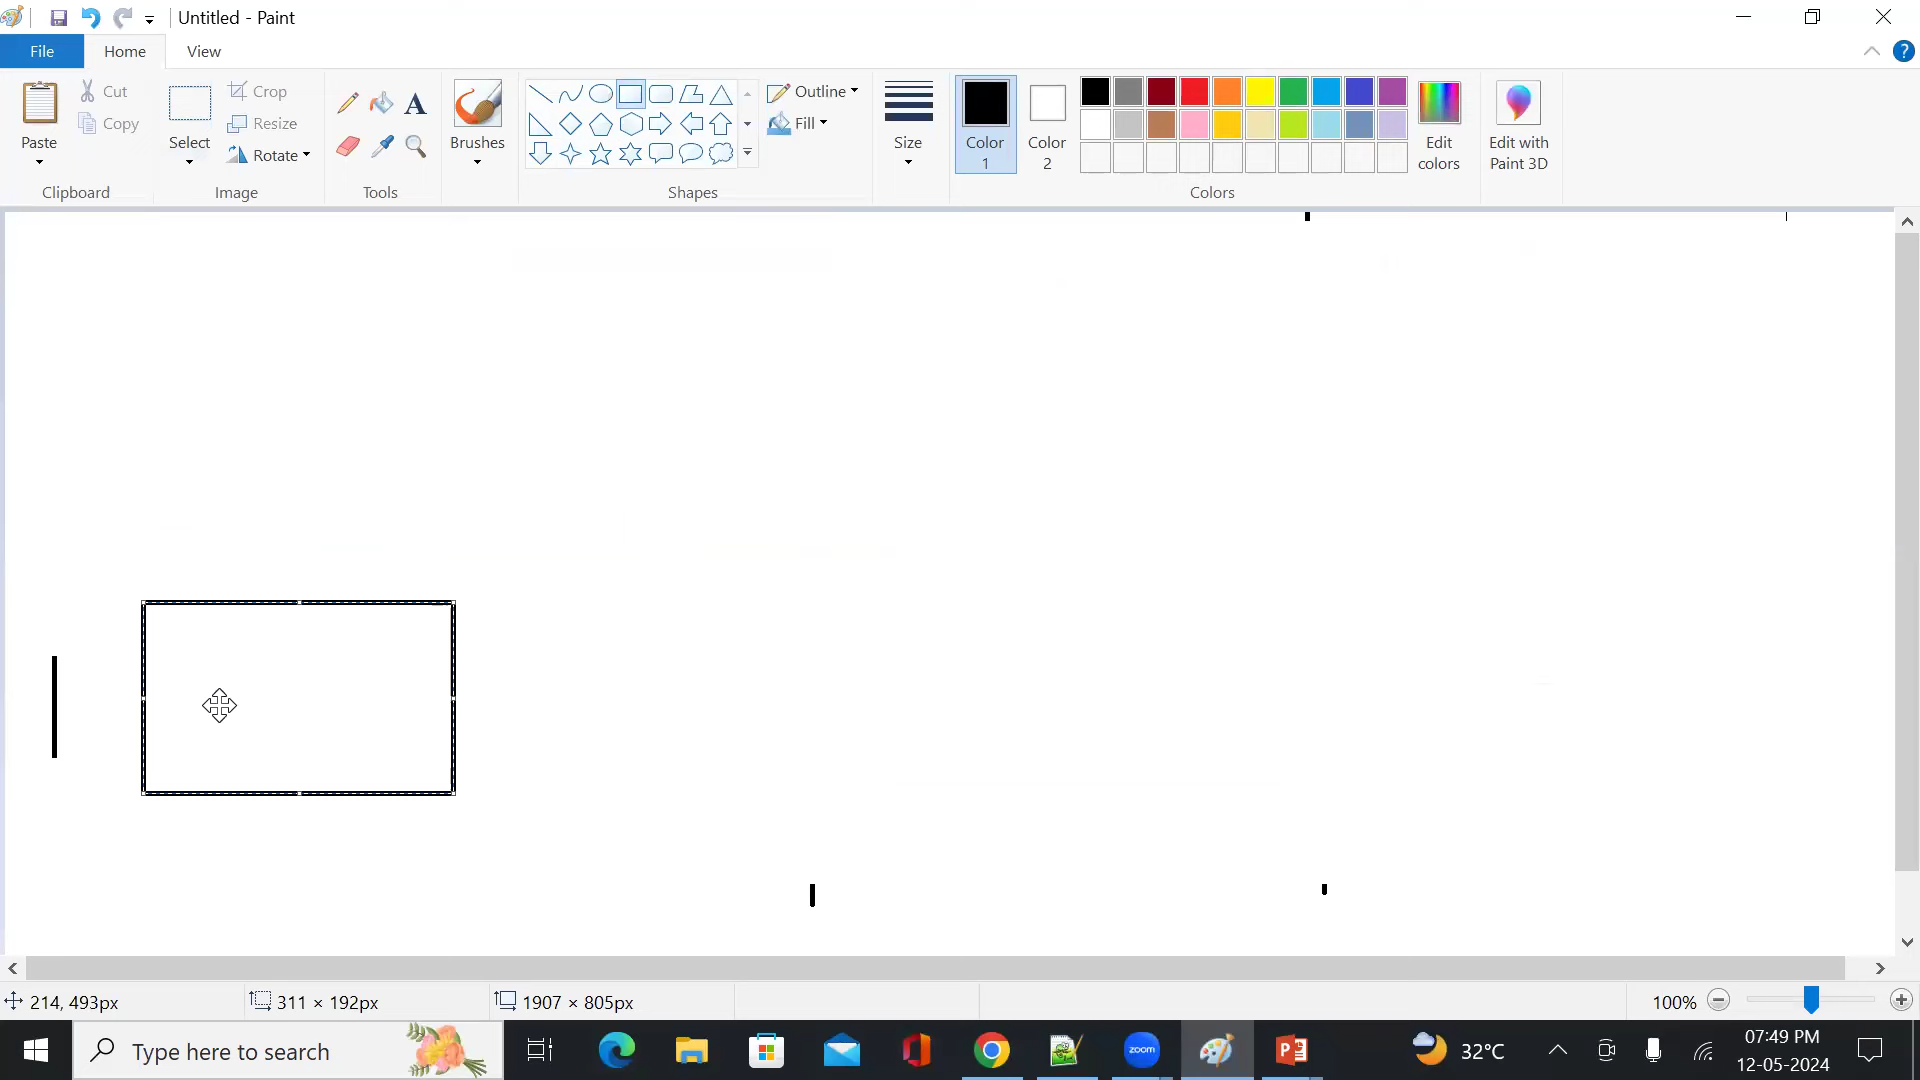 Untitled - Paint
File
Home
View
Paste
Cut
Copy
Clipboard
Select
Crop
Resize
Rotate
Image
A
Tools
Brushes
Shapes
Outline
Fill
Size
Color
1
Color
2
Colors
Edit
colors
Edit with
Paint 3D
214, 493px
311 × 192px
1907 × 805px
100%
Type here to search
zoom
32°C
07:49 PM
12-05-2024